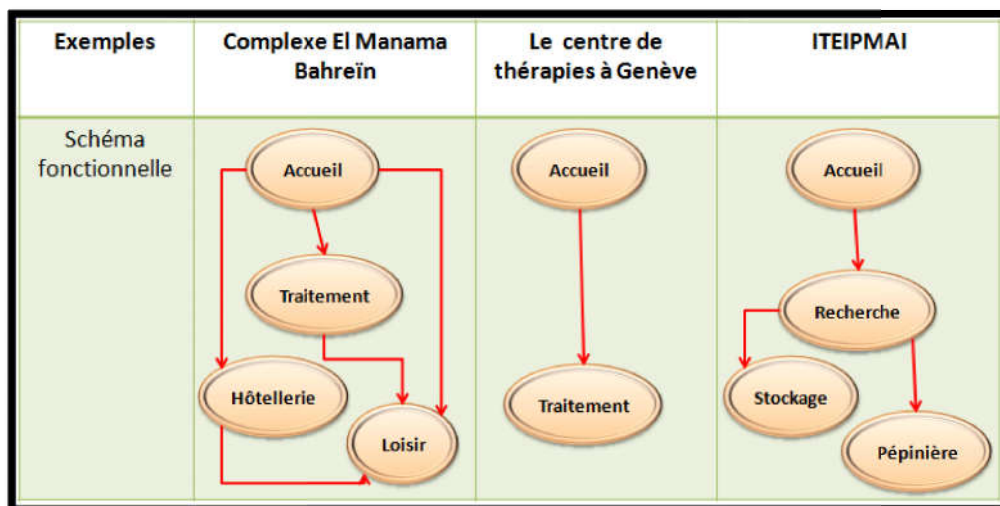 Exemples
Complexe El Manama
Bahreïn
Le centre de
thérapies à Genève
ITEIPMAI
Schéma
fonctionnelle
Accueil
Traitement
Hôtellerie
Loisir
Accueil
Traitement
Accueil
Recherche
Stockage
Pépinière